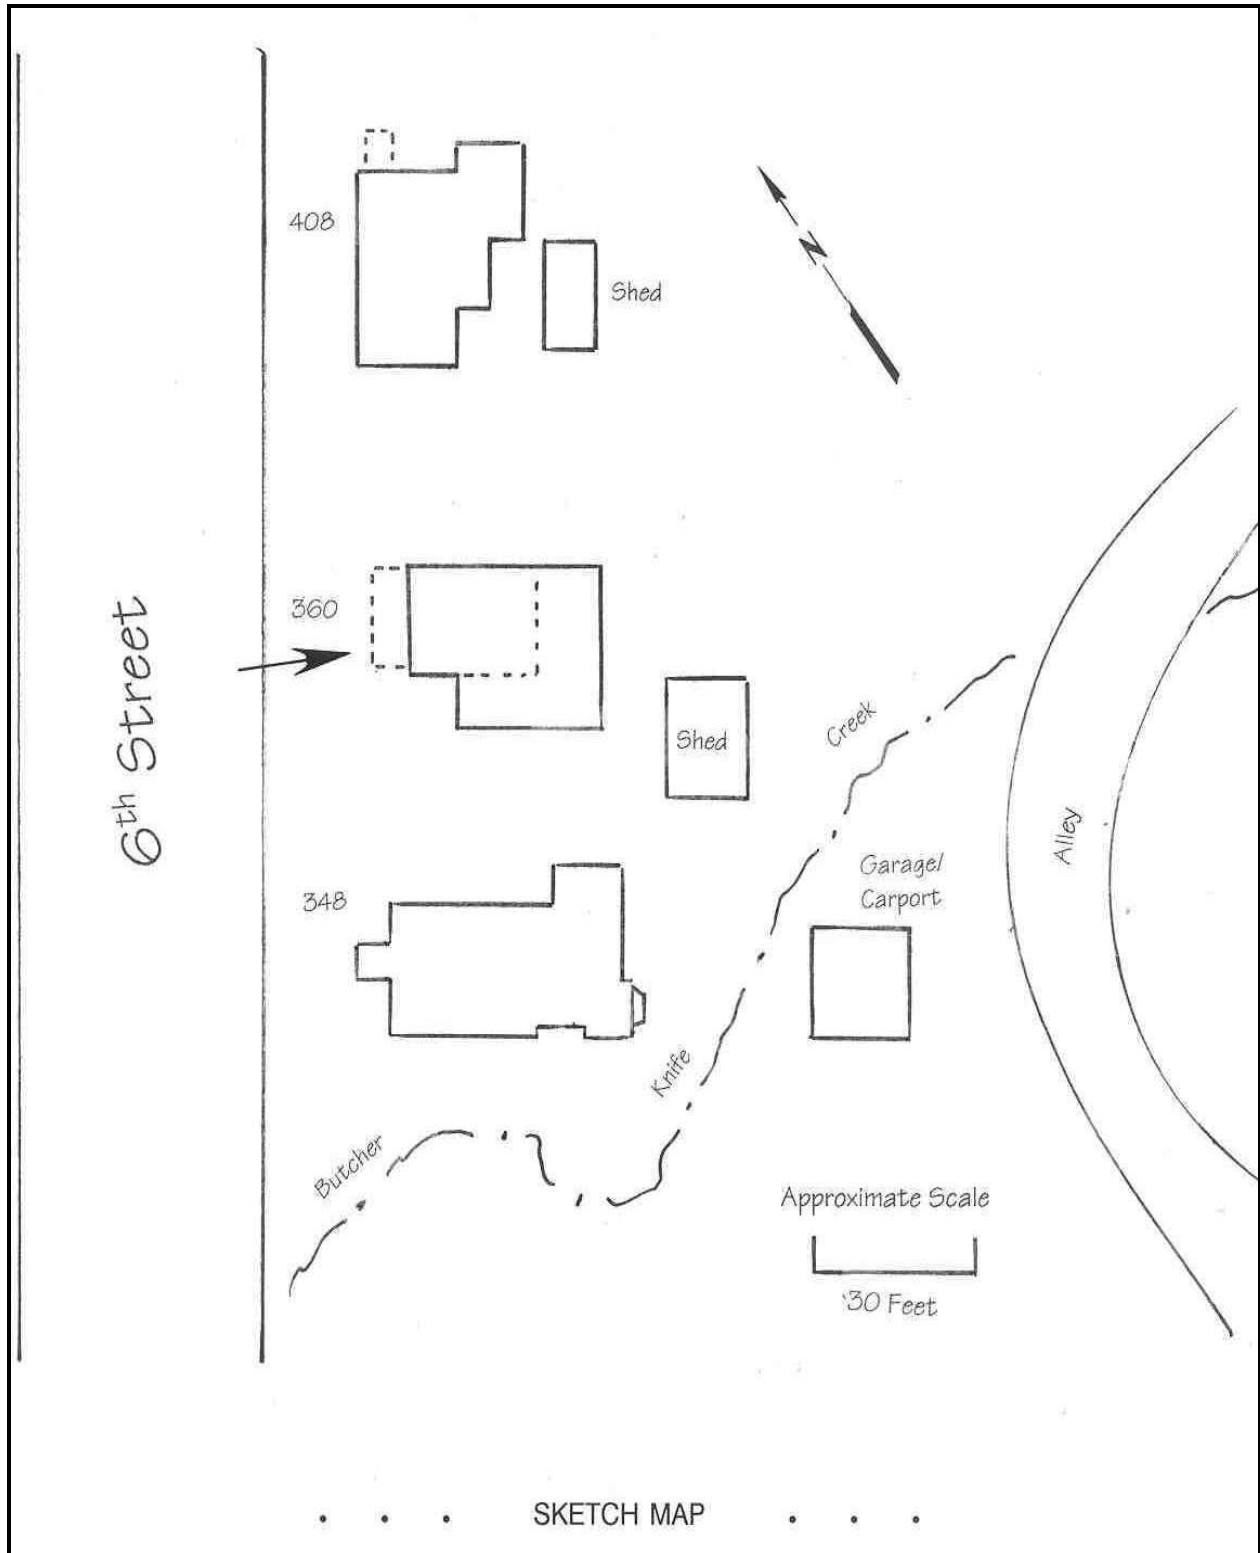 408
Shed
N
360
6th Street
Shed
Creek
Alley
Garage/
Carport
348
Knife
Butcher
Approximate Scale
'30 Feet
SKETCH MAP